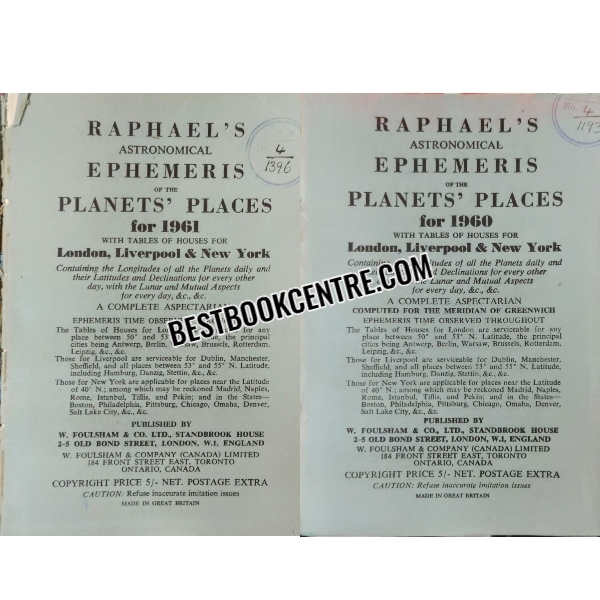 RAPHAEL'S
ASTRONOMICAL
EPHEMERIS
OF THE
PLANETS' PLACES
for 1961
WITH TABLES OF HOUSES FOR
London, Liverpool & New York
Containing the Longitudes of all the Planets daily and
their Latitudes and Declinations for every other
day, with the Lunar and Mutual Aspects
for every day, &c., &c.
A COMPLETE ASPECTARIAN
EPHEMERIS TIME
The Tables of Houses for for any
place between 50° and 53° the principal
cities being Antwerp, Berlin, Brussels, Rotterdam,
Leipzig, &c., &c.
Those for Liverpool are serviceable for Dublin, Manchester,
Sheffield, and all places between 53° and 55° N. Latitude,
including Hamburg, Danzig, Stettin, &c., &c.
Those for New York are applicable for places near the Latitude
of 40° N.; among which may be reckoned Madrid, Naples,
Rome, Istanbul, Tiflis, and Pekin; and in the States—
Boston, Philadelphia, Pittsburg, Chicago, Omaha, Denver,
Salt Lake City, &c., &c.
PUBLISHED BY
W. FOULSHAM & CO. LTD., STANDBROOK HOUSE
2-5 OLD BOND STREET, LONDON, W.1, ENGLAND
W. FOULSHAM & COMPANY (CANADA) LIMITED
184 FRONT STREET EAST, TORONTO
ONTARIO, CANADA
COPYRIGHT PRICE 5/- NET. POSTAGE EXTRA
CAUTION: Refuse inaccurate imitation issues
MADE IN GREAT BRITAIN
4
1396
RAPHAEL'S
ASTRONOMICAL
EPHEMERIS
OF THE
PLANETS' PLACES
for 1960
WITH TABLES OF HOUSES FOR
London, Liverpool & New York
Containing the Longitudes of all the Planets daily and
Latitudes and Declinations for every other
the Lunar and Mutual Aspects
for every day, &c., &c.
A COMPLETE ASPECTARIAN
COMPUTED FOR THE MERIDIAN OF GREENWICH
EPHEMERIS TIME OBSERVED THROUGHOUT
The Tables of Houses for London are serviceable for any
place between 50° and 53° N. Latitude, the principal
cities being Antwerp, Berlin, Warsaw, Brussels, Rotterdam,
Leipzig, &c., &c.
Those for Liverpool are serviceable for Dublin, Manchester,
Sheffield, and all places between 53° and 55° N. Latitude,
including Hamburg, Danzig, Stettin, &c., &c.
Those for New York are applicable for places near the Latitude
of 40° N.; among which may be reckoned Madrid, Naples,
Rome, Istanbul, Tiflis, and Pekin; and in the States—
Boston, Philadelphia, Pittsburg, Chicago, Omaha, Denver,
Salt Lake City, &c., &c.
PUBLISHED BY
W. FOULSHAM & CO., LTD., STANDBROOK HOUSE
2-5 OLD BOND STREET, LONDON, W.1, ENGLAND
W. FOULSHAM & COMPANY (CANADA) LIMITED
184 FRONT STREET EAST, TORONTO
ONTARIO, CANADA
COPYRIGHT PRICE 5/- NET. POSTAGE EXTRA
CAUTION: Refuse inaccurate imitation issues
MADE IN GREAT BRITAIN
4
1193
BESTBOOKCENTRE.COM